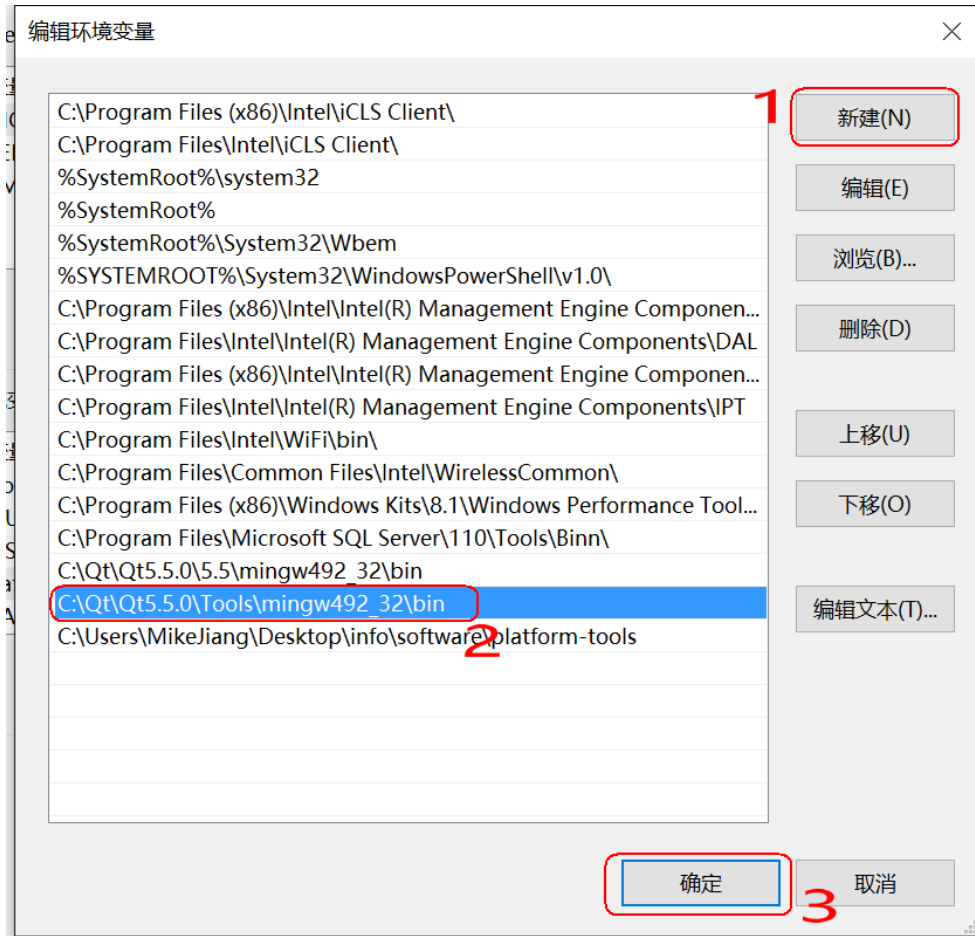 编辑环境变量
C:\Program Files (x86)\Intel\iCLS Client\
C:\Program Files\Intel\iCLS Client\
%SystemRoot%\system32
%SystemRoot%
%SystemRoot%\System32\Wbem
%SYSTEMROOT%\System32\WindowsPowerShell\v1.0\
C:\Program Files (x86)\Intel\Intel(R) Management Engine Componen...
C:\Program Files\Intel\Intel(R) Management Engine Components\DAL
C:\Program Files (x86)\Intel\Intel(R) Management Engine Componen...
C:\Program Files\Intel\Intel(R) Management Engine Components\IPT
C:\Program Files\Intel\WiFi\bin\
C:\Program Files\Common Files\Intel\WirelessCommon\
C:\Program Files (x86)\Windows Kits\8.1\Windows Performance Tool...
C:\Program Files\Microsoft SQL Server\110\Tools\Binn\
C:\Qt\Qt5.5.0\5.5\mingw492_32\bin
C:\Qt\Qt5.5.0\Tools\mingw492_32\bin
2
C:\Users\MikeJiang\Desktop\info\software\platform-tools
1
新建(N)
编辑(E)
浏览(B)...
删除(D)
上移(U)
下移(O)
编辑文本(T)...
确定
3
取消